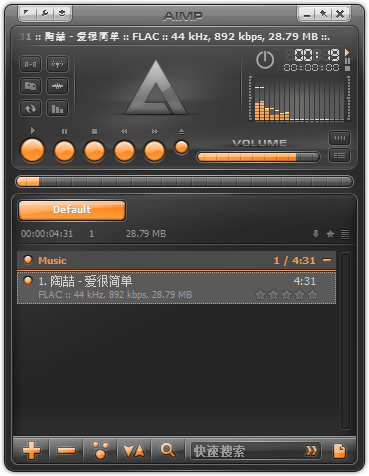 AIMP
31 :: 陶喆 - 爱很简单 :: FLAC :: 44 kHz, 892 kbps, 28.79 MB ::.
00:19
00:00:00
VOLUME
Default
00:00:04:31 1 28.79 MB
Music 1 / 4:31
1. 陶喆 - 爱很简单 4:31
FLAC :: 44 kHz, 892 kbps, 28.79 MB
快速搜索